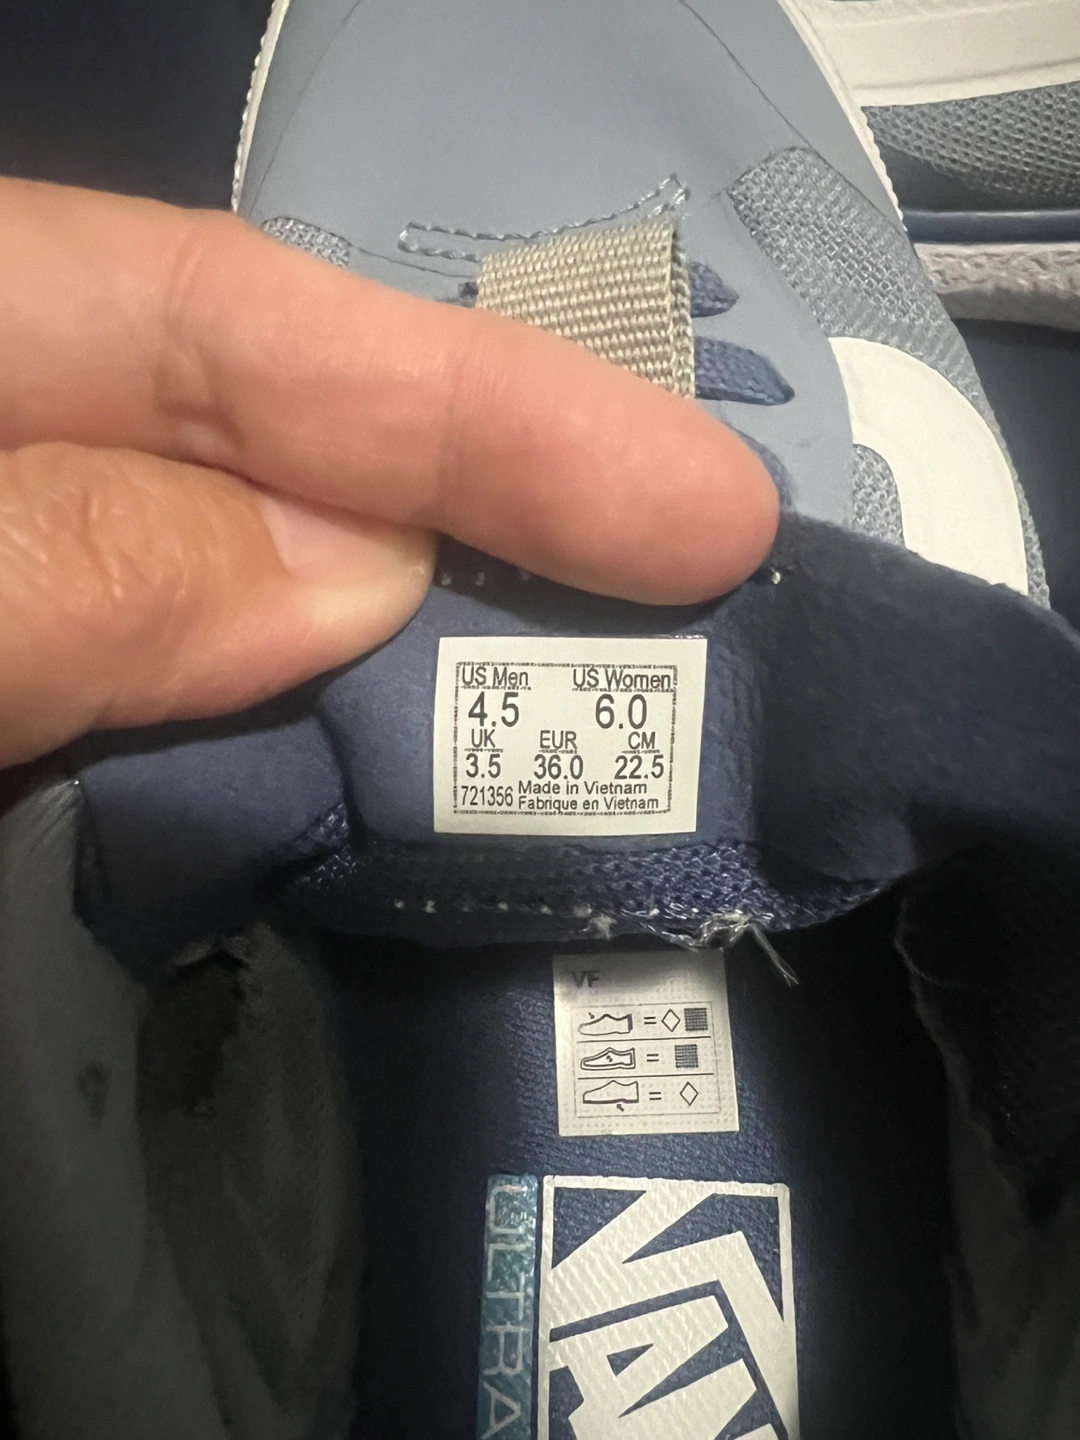 US Men US Women
4.5 6.0
UK EUR CM
3.5 36.0 22.5
721356 Made in Vietnam
Fabrique en Vietnam
VF
= 
=
=
ULTRA
VAN